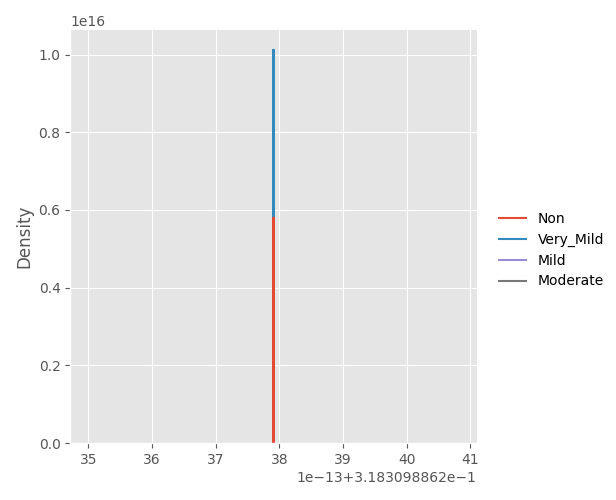 1e16
1.0
0.8
0.6
0.4
0.2
0.0
Density
35 36 37 38 39 40 41
1e−13+3.183098862e−1
Non
Very_Mild
Mild
Moderate